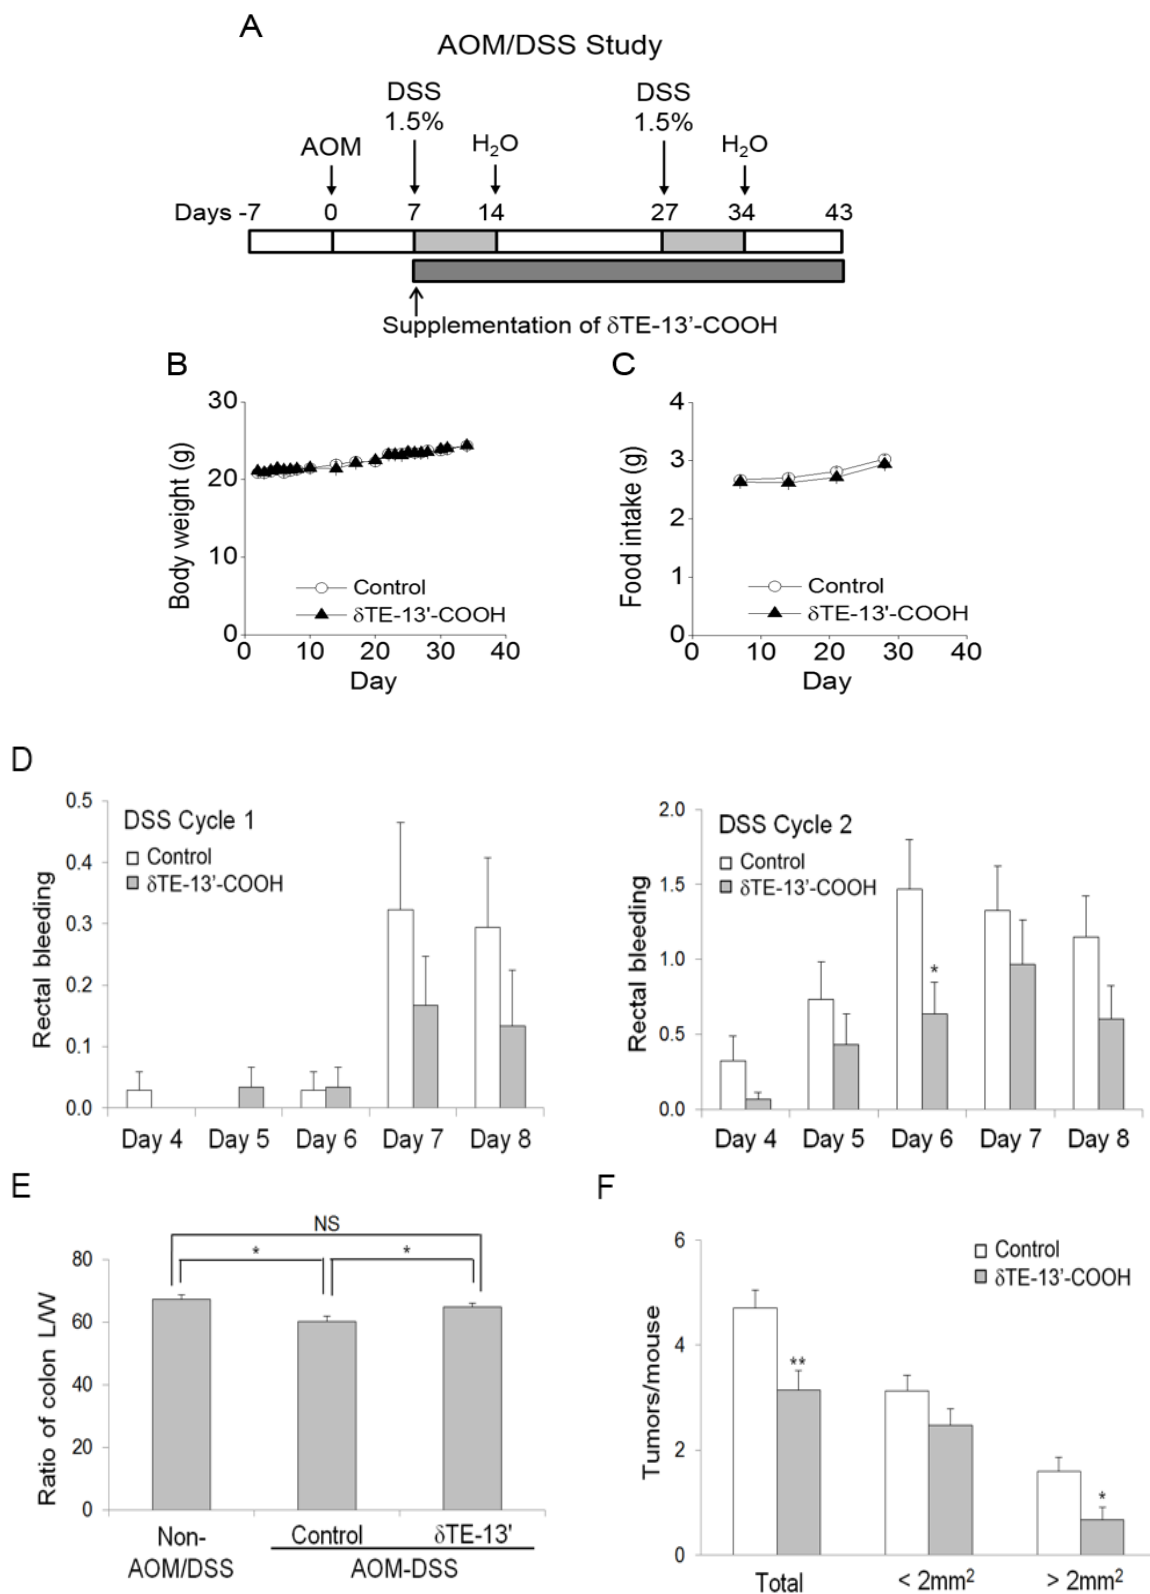 A
AOM/DSS Study
DSS
1.5%
DSS
1.5%
AOM
H₂O
H₂O
Days -7 0 7 14 27 34 43
Supplementation of δTE-13'-COOH
B
Body weight (g)
30
20
10
0
Control
δTE-13'-COOH
0 10 20 30 40
Day
C
Food intake (g)
4
3
2
1
0
Control
δTE-13'-COOH
0 10 20 30 40
Day
D
Rectal bleeding
0.5
0.4
0.3
0.2
0.1
0.0
DSS Cycle 1
Control
δTE-13'-COOH
Day 4 Day 5 Day 6 Day 7 Day 8
Rectal bleeding
2.0
1.5
1.0
0.5
0.0
DSS Cycle 2
Control
δTE-13'-COOH
*
Day 4 Day 5 Day 6 Day 7 Day 8
E
Ratio of colon L/W
80
60
40
20
0
NS
* *
Non-
AOM/DSS
Control δTE-13'
AOM-DSS
F
Tumors/mouse
6
4
2
0
Control
δTE-13'-COOH
**
*
Total < 2mm² > 2mm²